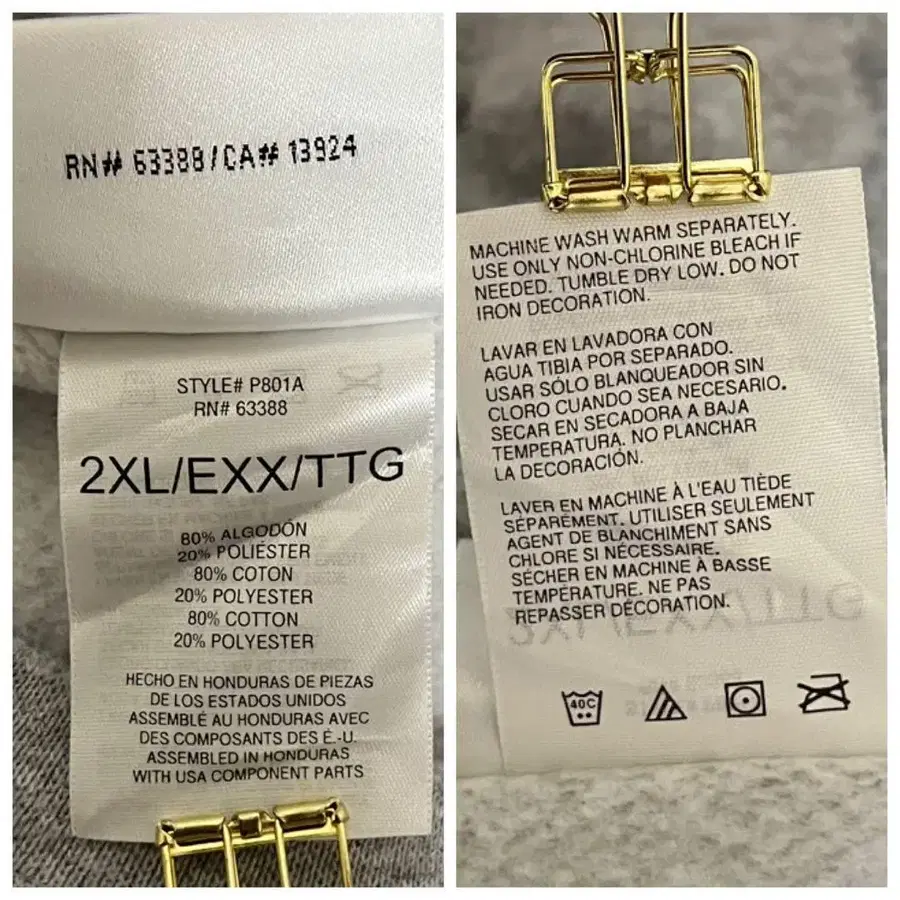 RN# 63388/CA# 13924
STYLE# P801A
RN# 63388
2XL/EXX/TTG
80% ALGODÓN
20% POLIÉSTER
80% COTON
20% POLYESTER
80% COTTON
20% POLYESTER
HECHO EN HONDURAS DE PIEZAS
DE LOS ESTADOS UNIDOS
ASSEMBLÉ AU HONDURAS AVEC
DES COMPOSANTS DES É.-U.
ASSEMBLED IN HONDURAS
WITH USA COMPONENT PARTS
MACHINE WASH WARM SEPARATELY.
USE ONLY NON-CHLORINE BLEACH IF
NEEDED. TUMBLE DRY LOW. DO NOT
IRON DECORATION.
LAVAR EN LAVADORA CON
AGUA TIBIA POR SEPARADO.
USAR SÓLO BLANQUEADOR SIN
CLORO CUANDO SEA NECESARIO.
SECAR EN SECADORA A BAJA
TEMPERATURA. NO PLANCHAR
LA DECORACIÓN.
LAVER EN MACHINE À L'EAU TIÈDE
SÉPARÉMENT. UTILISER SEULEMENT
AGENT DE BLANCHIMENT SANS
CHLORE SI NÉCESSAIRE.
SÉCHER EN MACHINE À BASSE
TEMPÉRATURE. NE PAS
REPASSER DÉCORATION.
40C